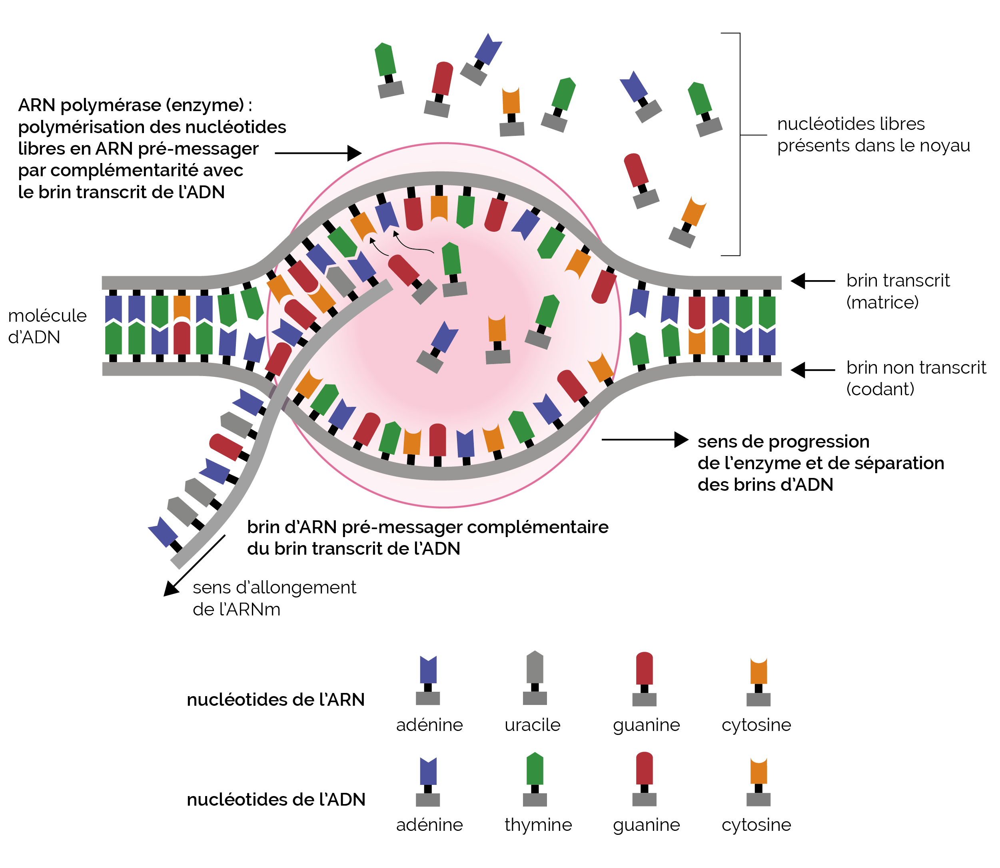 ARN polymérase (enzyme) :
polymérisation des nucléotides
libres en ARN pré-messager
par complémentarité avec
le brin transcrit de l'ADN
nucléotides libres
présents dans le noyau
molécule
d'ADN
brin transcrit
(matrice)
brin non transcrit
(codant)
sens de progression
de l'enzyme et de séparation
des brins d'ADN
brin d'ARN pré-messager complémentaire
du brin transcrit de l'ADN
sens d'allongement
de l'ARNm
nucléotides de l'ARN
adénine
uracile
guanine
cytosine
nucléotides de l'ADN
adénine
thymine
guanine
cytosine